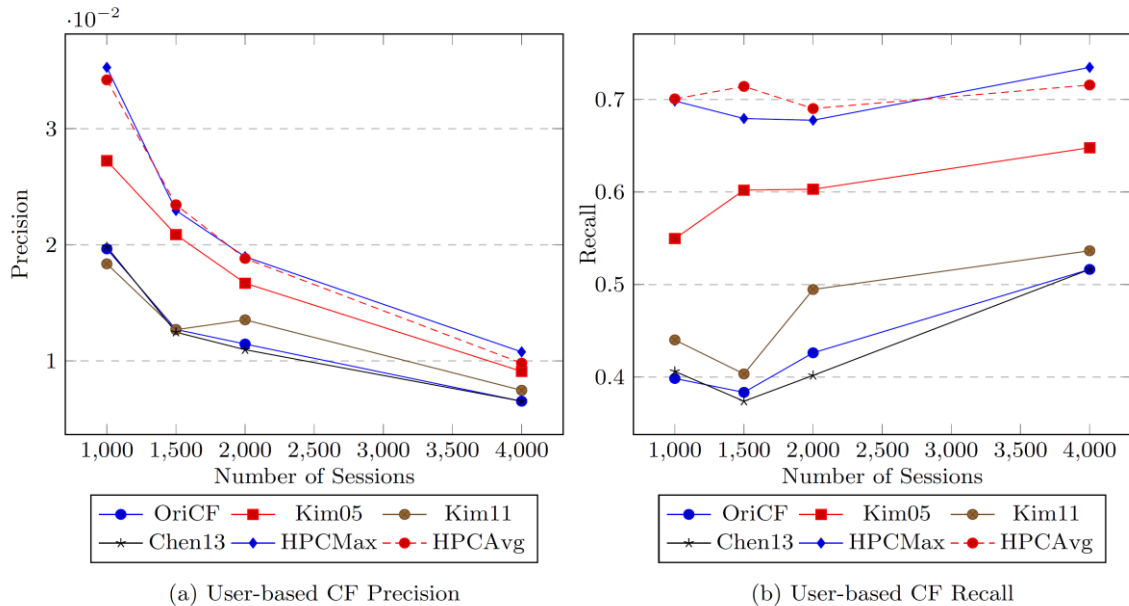 ·10⁻²
3
2
1
Precision
1,000 1,500 2,000 2,500 3,000 3,500 4,000
Number of Sessions
OriCF Kim05 Kim11
Chen13 HPCMax HPCAvg
(a) User-based CF Precision
0.7
0.6
0.5
0.4
Recall
1,000 1,500 2,000 2,500 3,000 3,500 4,000
Number of Sessions
OriCF Kim05 Kim11
Chen13 HPCMax HPCAvg
(b) User-based CF Recall